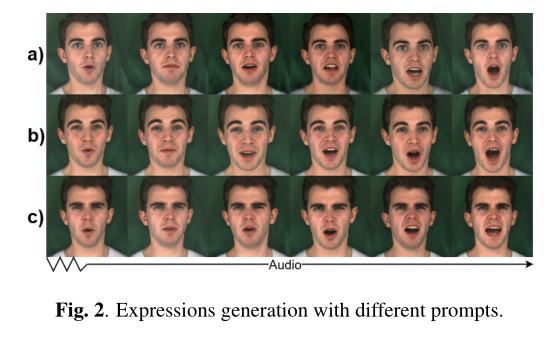 a)
b)
c)
Audio
Fig. 2. Expressions generation with different prompts.